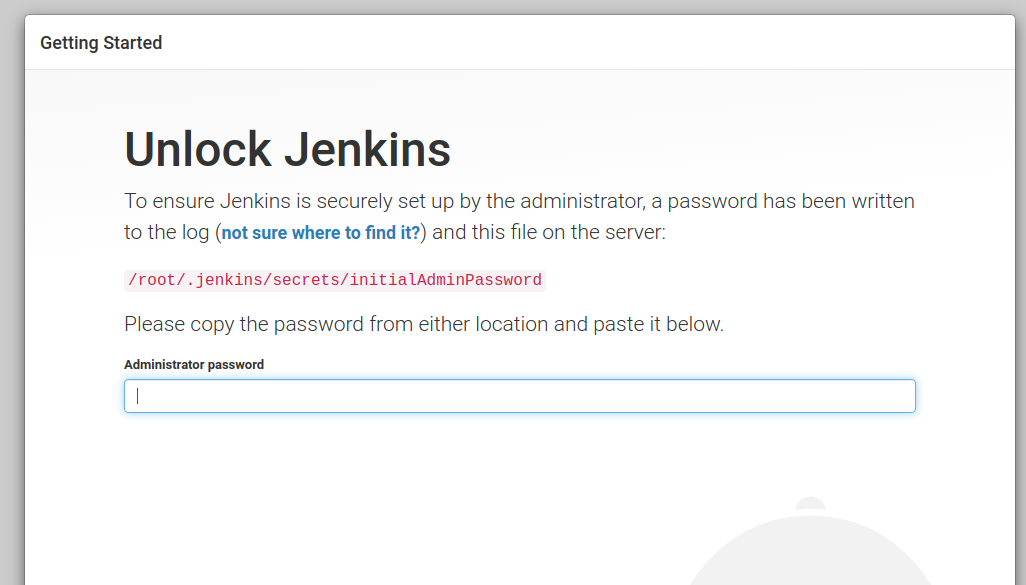 Getting Started
Unlock Jenkins
To ensure Jenkins is securely set up by the administrator, a password has been written
to the log (not sure where to find it?) and this file on the server:
/root/.jenkins/secrets/initialAdminPassword
Please copy the password from either location and paste it below.
Administrator password